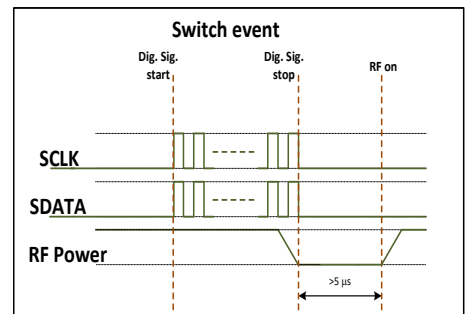 Switch event
Dig. Sig.
start
Dig. Sig.
stop
RF on
SCLK
SDATA
RF Power
>5 µs